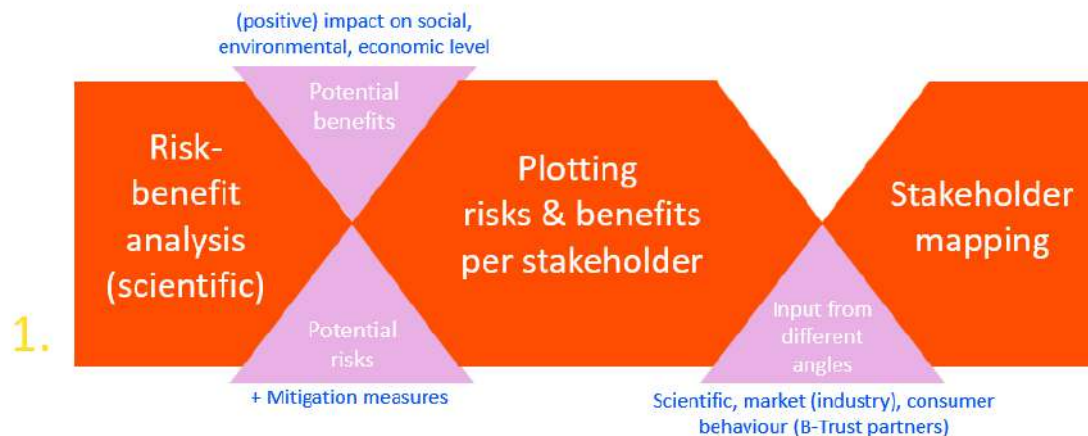 (positive) impact on social,
environmental, economic level
Potential
benefits
Risk-
benefit
analysis
(scientific)
Plotting
risks & benefits
per stakeholder
Stakeholder
mapping
1.
Potential
risks
Input from
different
angles
+ Mitigation measures
Scientific, market (industry), consumer
behaviour (B-Trust partners)